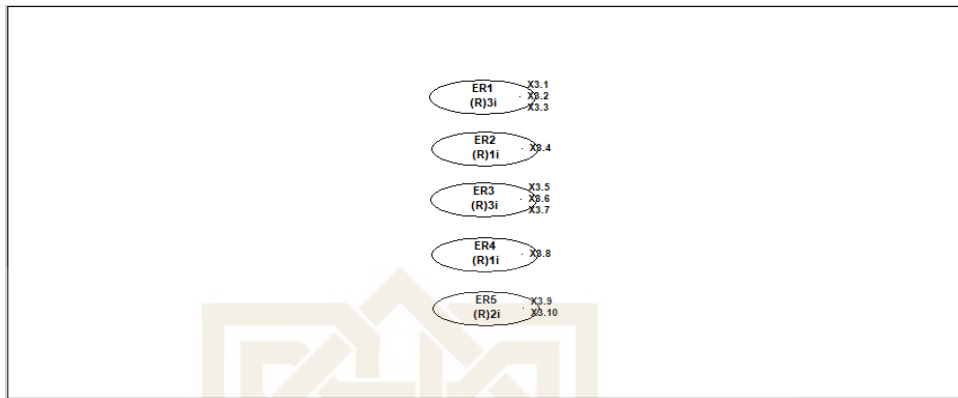 ER1
(R)3i
X3.1
X3.2
X3.3
ER2
(R)1i
X3.4
ER3
(R)3i
X3.5
X3.6
X3.7
ER4
(R)1i
X3.8
ER5
(R)2i
X3.9
X3.10